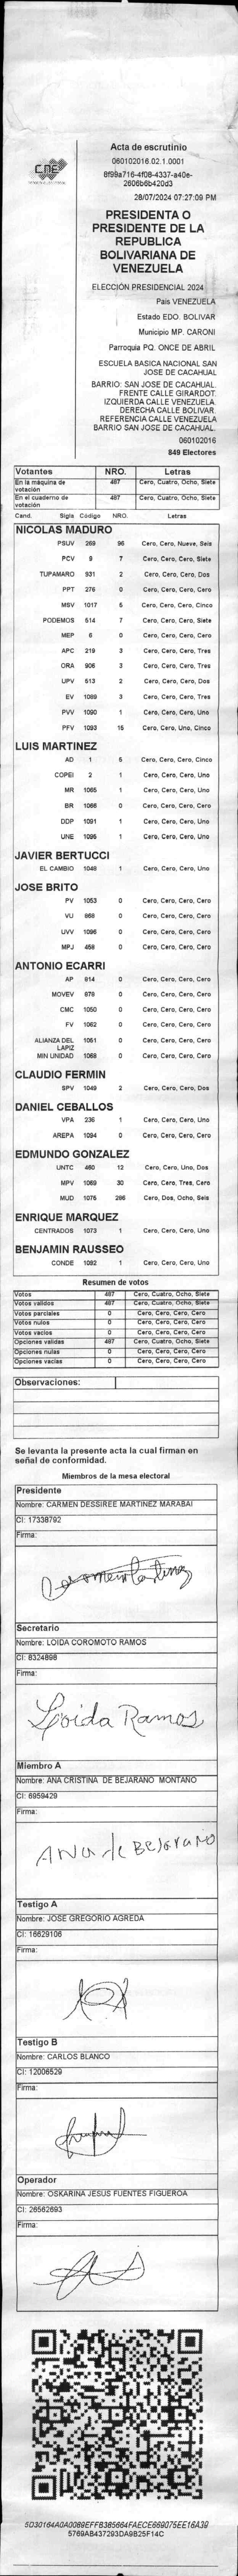 CNE
Acta de escrutinio
060102016.02.1.0001
8f99a716-4f08-4337-a40e-
2606b6b420d3
28/07/2024 07:27:09 PM
PRESIDENTA O
PRESIDENTE DE LA
REPUBLICA
BOLIVARIANA DE
VENEZUELA
ELECCIÓN PRESIDENCIAL 2024
País VENEZUELA
Estado EDO. BOLIVAR
Municipio MP. CARONI
Parroquia PQ. ONCE DE ABRIL
ESCUELA BASICA NACIONAL SAN
JOSE DE CACAHUAL
BARRIO: SAN JOSE DE CACAHUAL.
FRENTE CALLE GIRARDOT.
IZQUIERDA CALLE VENEZUELA.
DERECHA CALLE BOLIVAR.
REFERENCIA CALLE VENEZUELA
BARRIO SAN JOSE DE CACAHUAL.
060102016
849 Electores
Votantes NRO. Letras
En la máquina de votación 487 Cero, Cuatro, Ocho, Siete
En el cuaderno de votación 487 Cero, Cuatro, Ocho, Siete
Cand. Sigla Código NRO. Letras
NICOLAS MADURO
PSUV 269 96 Cero, Cero, Nueve, Seis
PCV 9 7 Cero, Cero, Cero, Siete
TUPAMARO 931 2 Cero, Cero, Cero, Dos
PPT 276 0 Cero, Cero, Cero, Cero
MSV 1017 5 Cero, Cero, Cero, Cinco
PODEMOS 514 7 Cero, Cero, Cero, Siete
MEP 6 0 Cero, Cero, Cero, Cero
APC 219 3 Cero, Cero, Cero, Tres
ORA 906 3 Cero, Cero, Cero, Tres
UPV 513 2 Cero, Cero, Cero, Dos
EV 1089 3 Cero, Cero, Cero, Tres
PVV 1090 1 Cero, Cero, Cero, Uno
PFV 1093 15 Cero, Cero, Uno, Cinco
LUIS MARTINEZ
AD 1 5 Cero, Cero, Cero, Cinco
COPEI 2 1 Cero, Cero, Cero, Uno
MR 1065 1 Cero, Cero, Cero, Uno
BR 1066 0 Cero, Cero, Cero, Cero
DDP 1091 1 Cero, Cero, Cero, Uno
UNE 1095 1 Cero, Cero, Cero, Uno
JAVIER BERTUCCI
EL CAMBIO 1048 1 Cero, Cero, Cero, Uno
JOSE BRITO
PV 1053 0 Cero, Cero, Cero, Cero
VU 868 0 Cero, Cero, Cero, Cero
UVV 1096 0 Cero, Cero, Cero, Cero
MPJ 458 0 Cero, Cero, Cero, Cero
ANTONIO ECARRI
AP 814 0 Cero, Cero, Cero, Cero
MOVEV 878 0 Cero, Cero, Cero, Cero
CMC 1050 0 Cero, Cero, Cero, Cero
FV 1062 0 Cero, Cero, Cero, Cero
ALIANZA DEL LAPIZ 1061 0 Cero, Cero, Cero, Cero
MIN UNIDAD 1068 0 Cero, Cero, Cero, Cero
CLAUDIO FERMIN
SPV 1049 2 Cero, Cero, Cero, Dos
DANIEL CEBALLOS
VPA 236 1 Cero, Cero, Cero, Uno
AREPA 1094 0 Cero, Cero, Cero, Cero
EDMUNDO GONZALEZ
UNTC 460 12 Cero, Cero, Uno, Dos
MPV 1069 30 Cero, Cero, Tres, Cero
MUD 1075 286 Cero, Dos, Ocho, Seis
ENRIQUE MARQUEZ
CENTRADOS 1073 1 Cero, Cero, Cero, Uno
BENJAMIN RAUSSEO
CONDE 1082 1 Cero, Cero, Cero, Uno
Resumen de votos
Votos 487 Cero, Cuatro, Ocho, Siete
Votos validos 487 Cero, Cuatro, Ocho, Siete
Votos parciales 0 Cero, Cero, Cero, Cero
Votos nulos 0 Cero, Cero, Cero, Cero
Votos vacios 0 Cero, Cero, Cero, Cero
Opciones validas 487 Cero, Cuatro, Ocho, Siete
Opciones nulas 0 Cero, Cero, Cero, Cero
Opciones vacias 0 Cero, Cero, Cero, Cero
Observaciones:
Se levanta la presente acta la cual firman en
señal de conformidad.
Miembros de la mesa electoral
Presidente
Nombre: CARMEN DESSIREE MARTINEZ MARABAI
CI: 17338792
Firma:
Secretario
Nombre: LOIDA COROMOTO RAMOS
CI: 8324898
Firma:
Loida Ramos
Miembro A
Nombre: ANA CRISTINA DE BEJARANO MONTAÑO
CI: 6959429
Firma:
ANA de BEJARANO
Testigo A
Nombre: JOSE GREGORIO AGREDA
CI: 16629106
Firma:
Testigo B
Nombre: CARLOS BLANCO
CI: 12006529
Firma:
Operador
Nombre: OSKARINA JESUS FUENTES FIGUEROA
CI: 26562693
Firma:
5D30164A0A0089EFFB385664FAECE669075EE16A39
5769AB437293DA9B25F14C